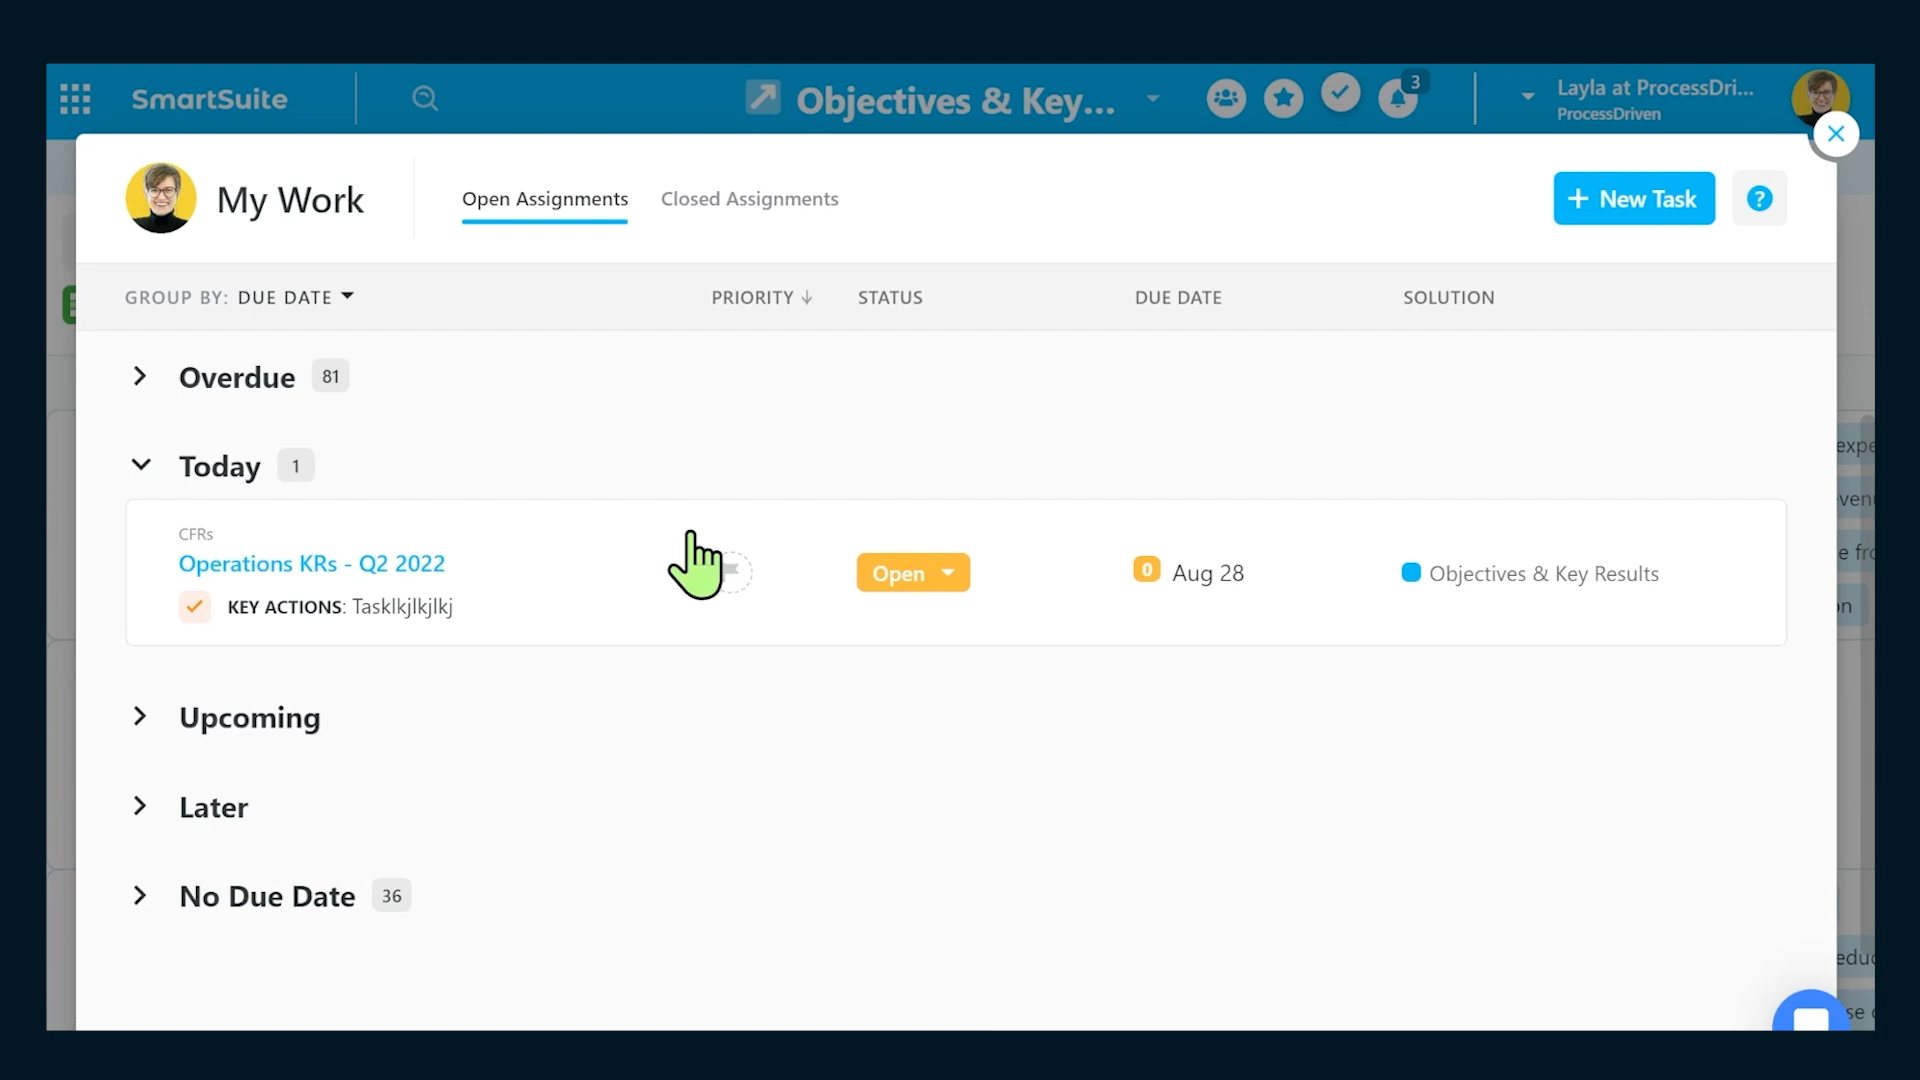 SmartSuite
Objectives & Key...
3
Layla at ProcessDri...
ProcessDriven
My Work
Open Assignments
Closed Assignments
+ New Task
?
GROUP BY: DUE DATE
PRIORITY ↓
STATUS
DUE DATE
SOLUTION
Overdue 81
Today 1
CFRs
Operations KRs - Q2 2022
KEY ACTIONS: Tasklkjlkjlkj
Open
0 Aug 28
Objectives & Key Results
Upcoming
Later
No Due Date 36